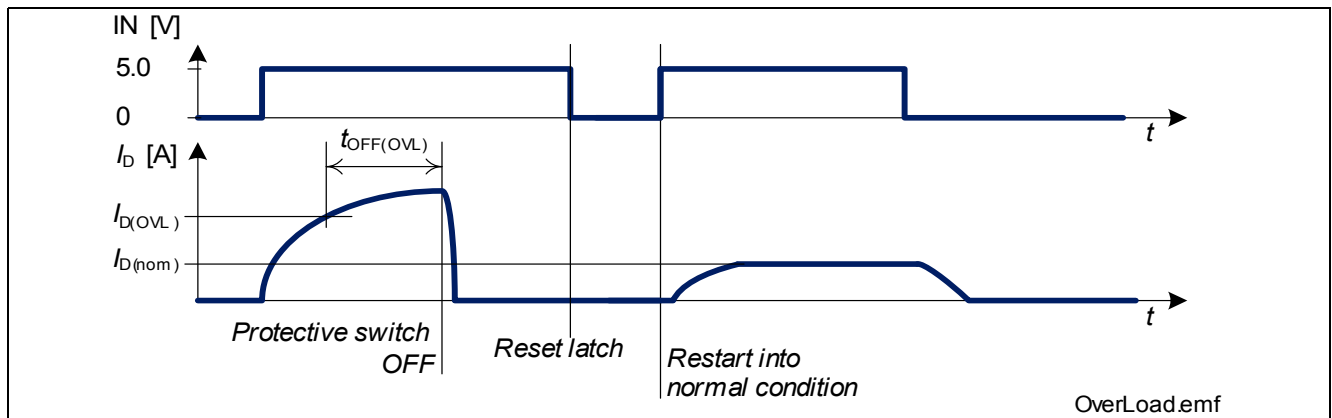 IN [V]
5.0
0
t
I_D [A]
t_OFF(OVL)
I_D(OVL)
I_D(nom)
t
Protective switch
OFF
Reset latch
Restart into
normal condition
OverLoad.emf